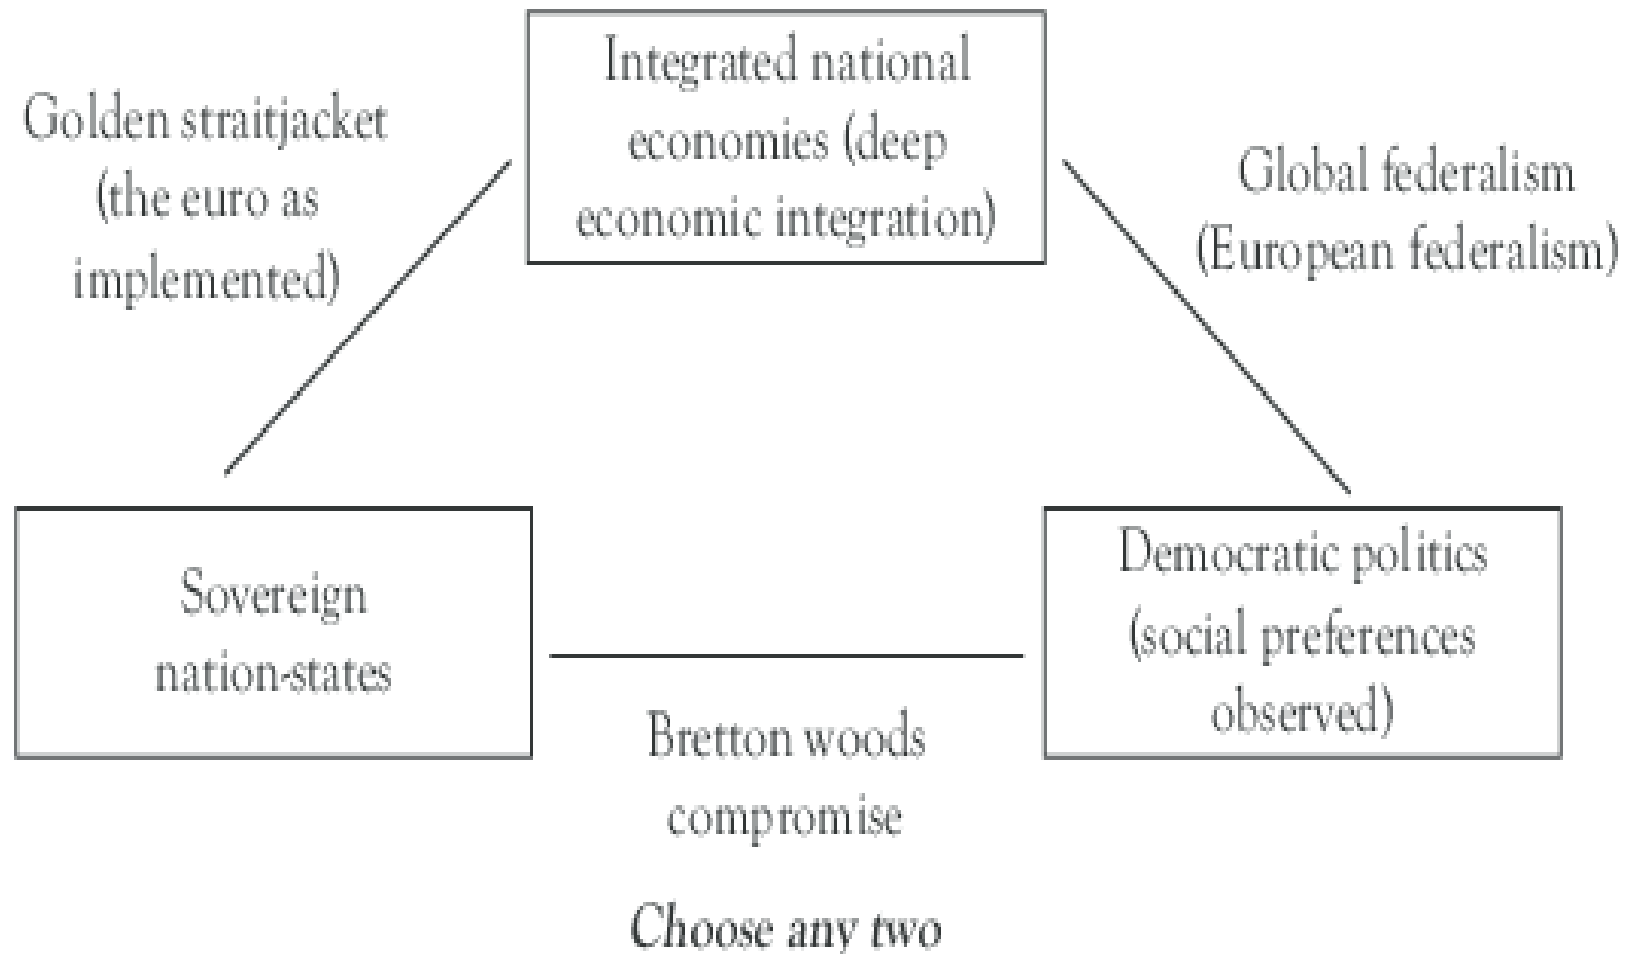 Integrated national
economies (deep
economic integration)
Golden straitjacket
(the euro as
implemented)
Global federalism
(European federalism)
Sovereign
nation-states
Democratic politics
(social preferences
observed)
Bretton woods
compromise
Choose any two